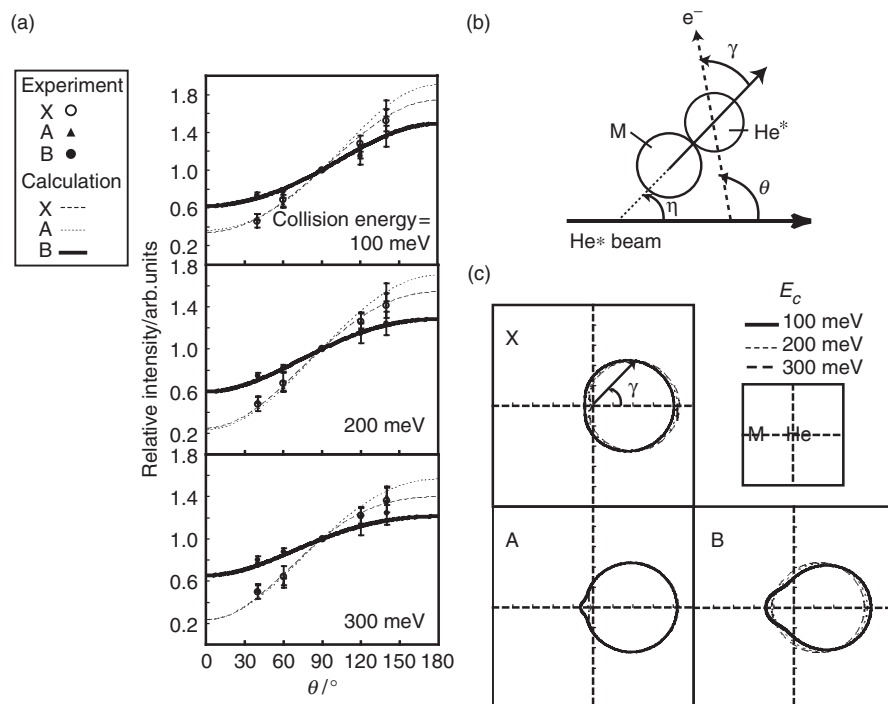 (a)
Experiment
X
A
B
Calculation
X
A
B
Relative intensity/arb.units
1.8
1.4
1.0
0.6
0.2
Collision energy =
100 meV
1.8
1.4
1.0
0.6
0.2
200 meV
1.8
1.4
1.0
0.6
0.2
300 meV
0 30 60 90 120 150 180
θ/°
(b)
e−
γ
M
He*
η
θ
He* beam
(c)
Ec
100 meV
200 meV
300 meV
X
γ
M He
A
B